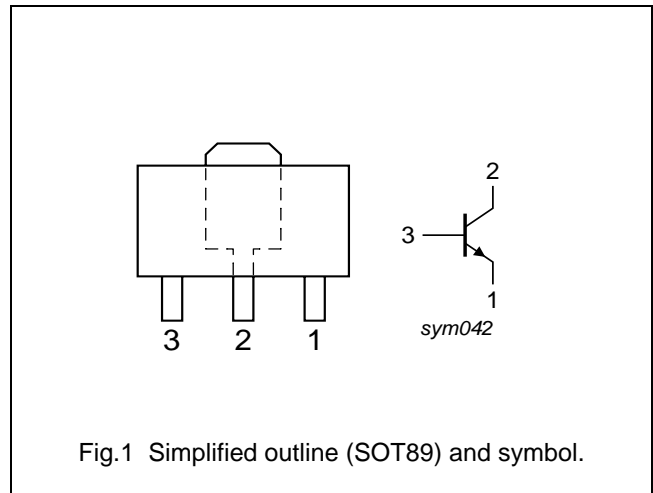 2
3
1
sym042
3 2 1
Fig.1 Simplified outline (SOT89) and symbol.